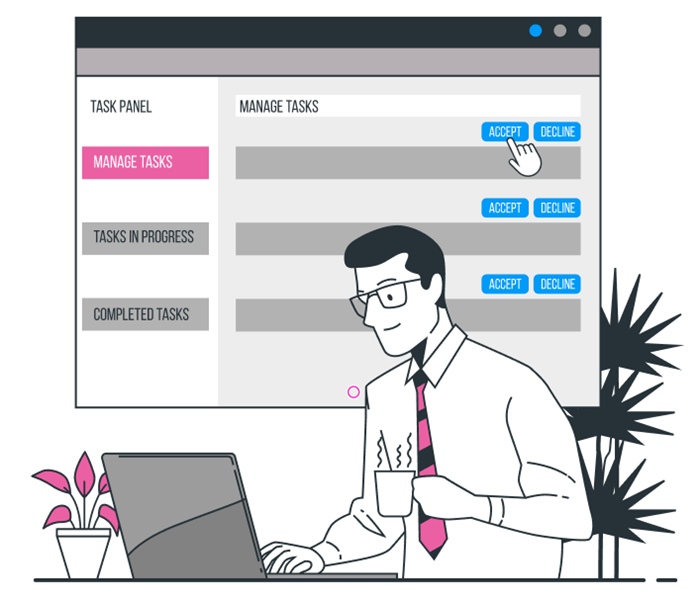 TASK PANEL
MANAGE TASKS
TASKS IN PROGRESS
COMPLETED TASKS
MANAGE TASKS
ACCEPT DECLINE
ACCEPT DECLINE
ACCEPT DECLINE